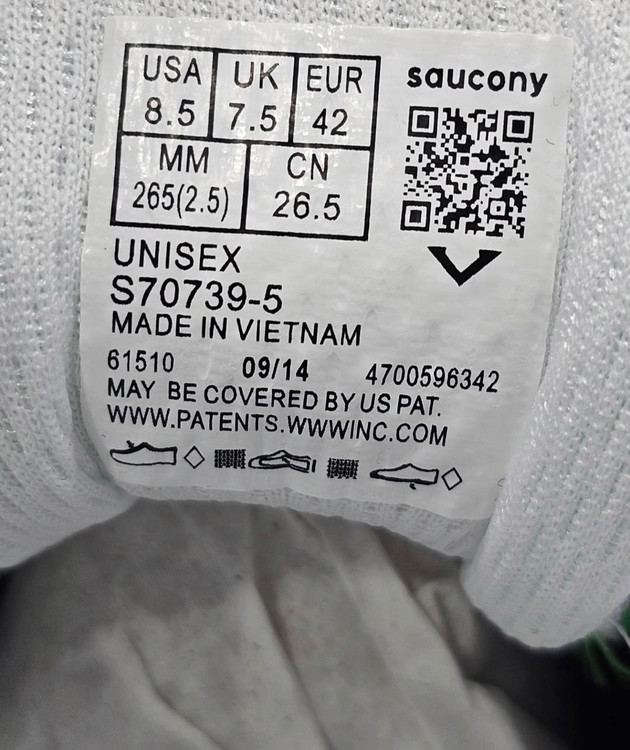 USA UK EUR
8.5 7.5 42
MM CN
265(2.5) 26.5
saucony
UNISEX
S70739-5
MADE IN VIETNAM
61510 09/14 4700596342
MAY BE COVERED BY US PAT.
WWW.PATENTS.WWWINC.COM